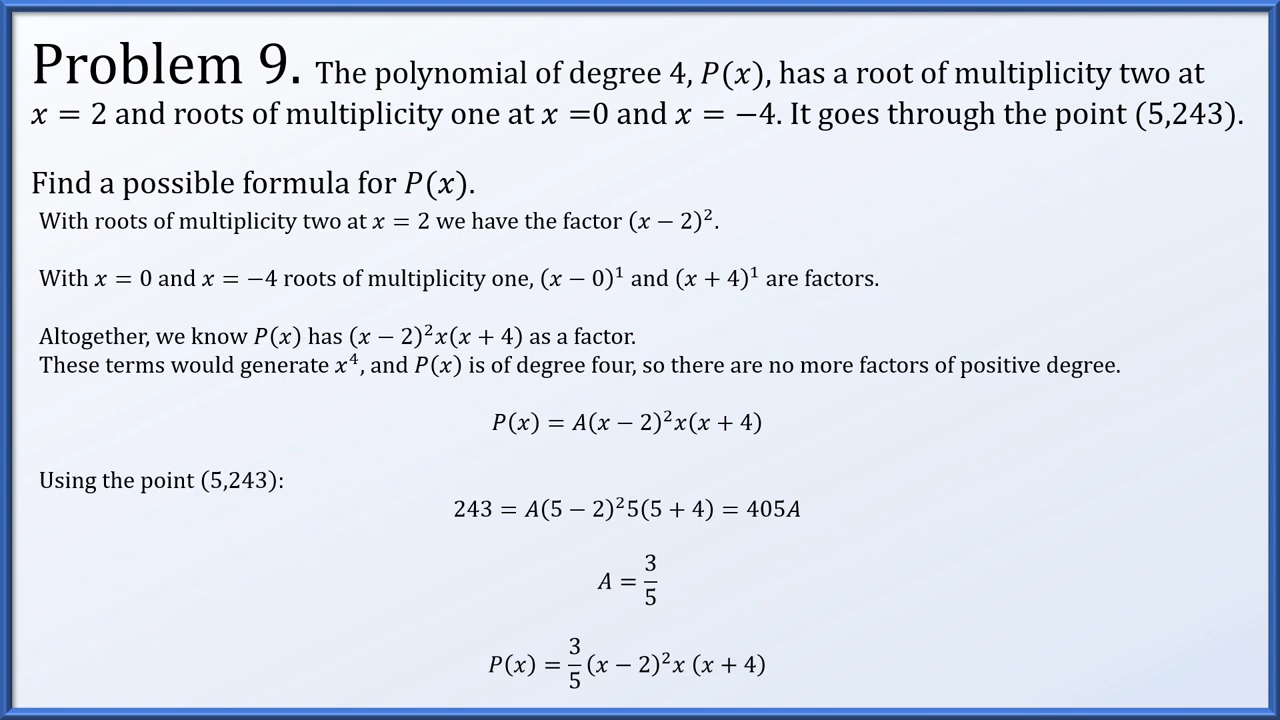 Problem 9. The polynomial of degree 4, P(x), has a root of multiplicity two at
x = 2 and roots of multiplicity one at x =0 and x = −4. It goes through the point (5,243).
Find a possible formula for P(x).
With roots of multiplicity two at x = 2 we have the factor (x − 2)².
With x = 0 and x = −4 roots of multiplicity one, (x − 0)¹ and (x + 4)¹ are factors.
Altogether, we know P(x) has (x − 2)²x(x + 4) as a factor.
These terms would generate x⁴, and P(x) is of degree four, so there are no more factors of positive degree.
P(x) = A(x − 2)²x(x + 4)
Using the point (5,243):
243 = A(5 − 2)²5(5 + 4) = 405A
A = 3/5
P(x) = 3/5 (x − 2)²x (x + 4)